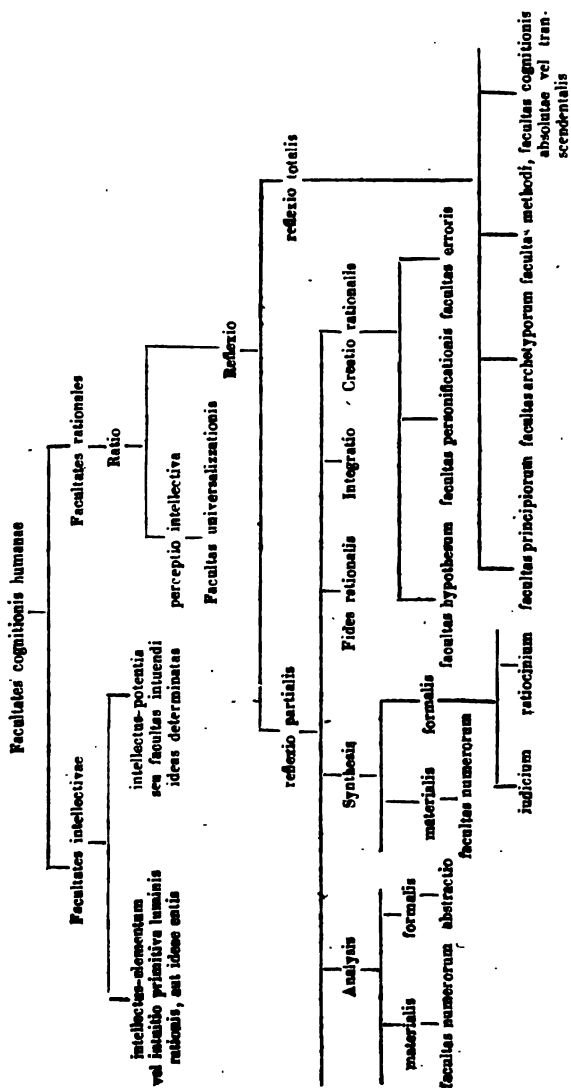 Facultates cognitionis humanae
Facultates intellectivae
Facultates rationales
intellectus-elementum
vel intuitio primitiva luminis
rationis, aut ideae entis
intellectus-potentia
seu facultas intuendi
ideas determinatas
Ratio
perceptio intellectiva
Facultas universalizzationis
Reflexio
reflexio partialis
reflexio totalis
Analysis
Synthesis
Fides rationalis
Integratio
Creatio rationalis
materialis
formalis
facultas numerorum
abstractio
materialis
formalis
facultas numerorum
judicium
ratiocinium
facultas hypothesum
facultas personificationis
facultas erroris
facultas principiorum
facultas archetyporum
facultas methodi,
facultas cognitionis
absolutae vel tran-
scendentalis